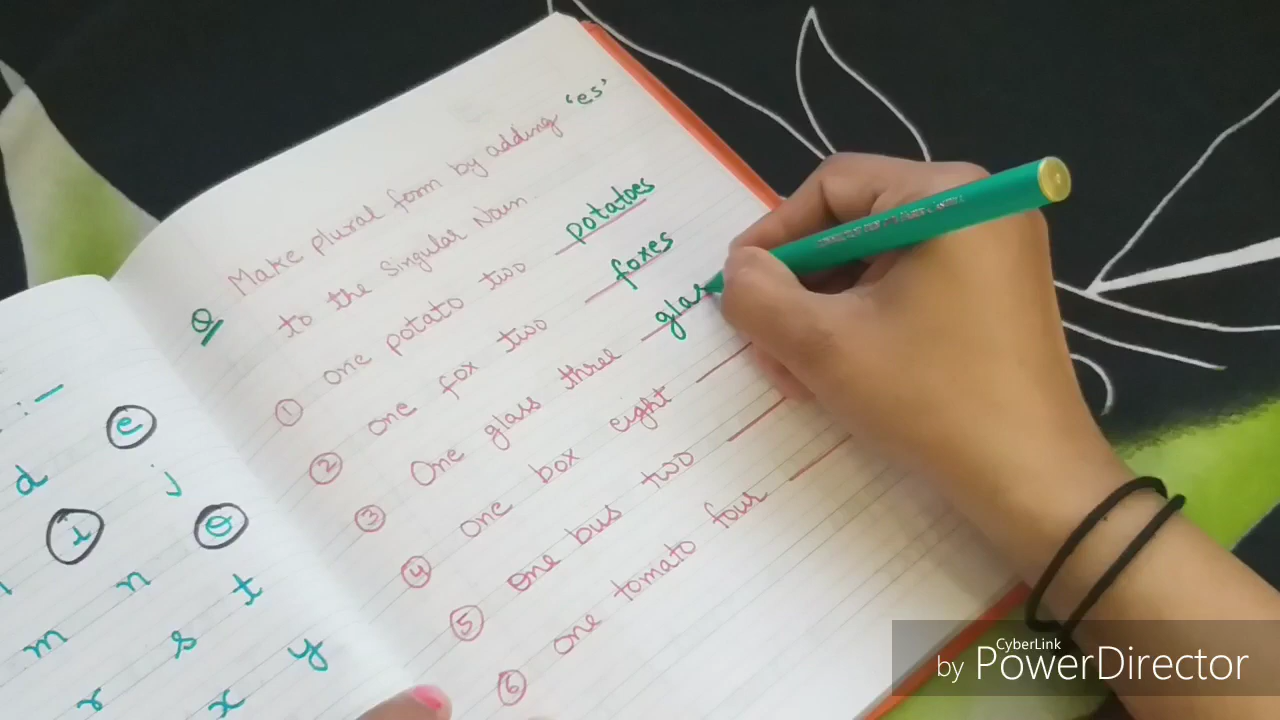 Q Make plural form by adding 'es'
to the Singular Noun.
① one potato two potatoes
② one fox two foxes
③ One glass three glas
④ one box eight
⑤ One bus two
⑥ one tomato four
:-
d e
i j o
m n t
r s y
x
CyberLink
by PowerDirector